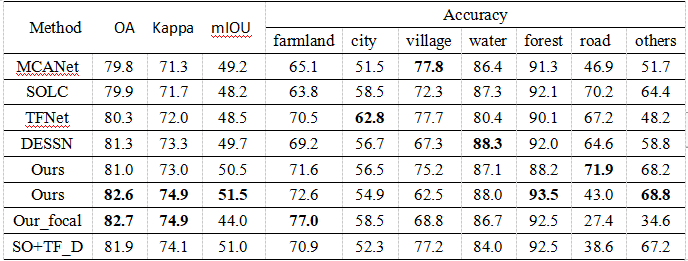 Method OA Kappa mIOU Accuracy
farmland city village water forest road others
MCANet 79.8 71.3 49.2 65.1 51.5 77.8 86.4 91.3 46.9 51.7
SOLC 79.9 71.7 48.2 63.8 58.5 72.3 87.3 92.1 70.2 64.4
TFNet 80.3 72.0 48.5 70.5 62.8 77.7 80.4 90.1 67.2 48.2
DESSN 81.3 73.3 49.7 69.2 56.7 67.3 88.3 92.0 64.6 58.8
Ours 81.0 73.0 50.5 71.6 56.5 75.2 87.1 88.2 71.9 68.2
Ours 82.6 74.9 51.5 72.6 54.9 62.5 88.0 93.5 43.0 68.8
Our_focal 82.7 74.9 44.0 77.0 58.5 68.8 86.7 92.5 27.4 34.6
SO+TF_D 81.9 74.1 51.0 70.9 52.3 77.2 84.0 92.5 38.6 67.2